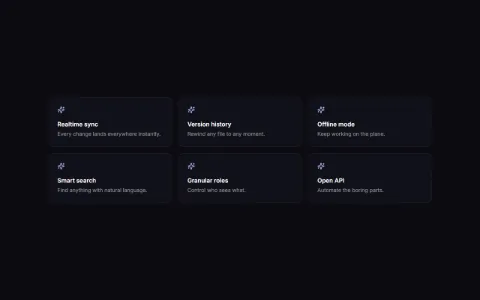 Realtime sync
Every change lands everywhere instantly.
Version history
Rewind any file to any moment.
Offline mode
Keep working on the plane.
Smart search
Find anything with natural language.
Granular roles
Control who sees what.
Open API
Automate the boring parts.